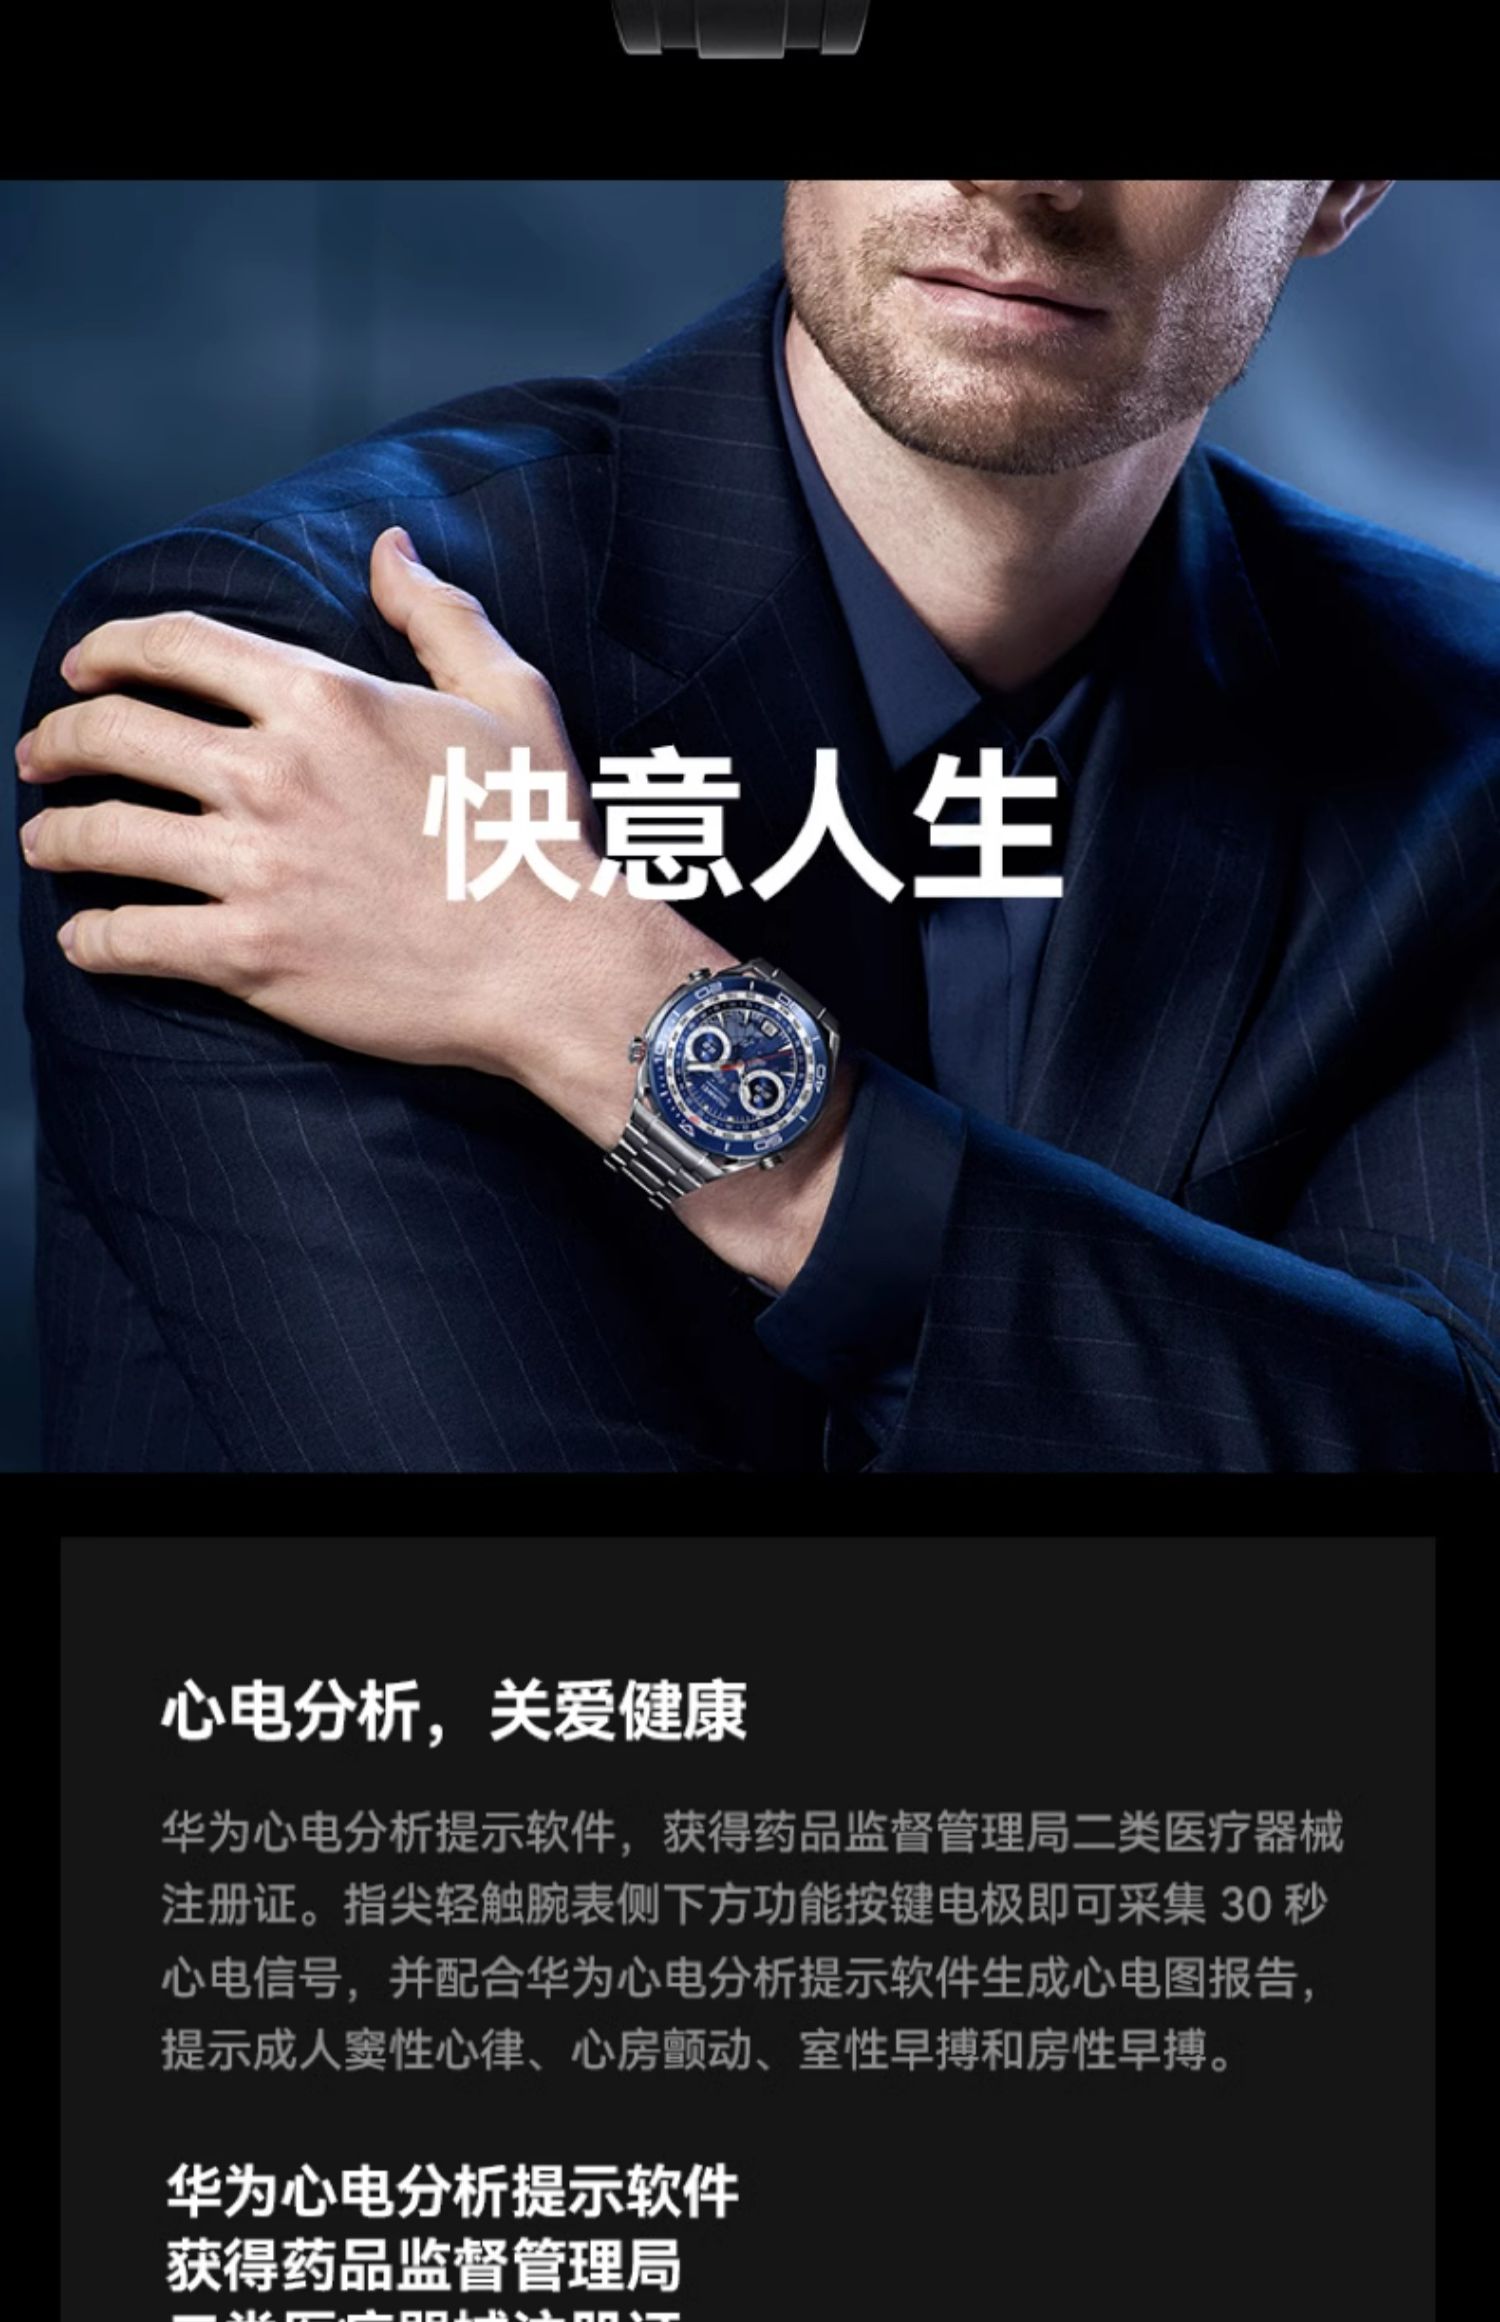 快意人生
心电分析，关爱健康
华为心电分析提示软件，获得药品监督管理局二类医疗器械
注册证。指尖轻触腕表侧下方功能按键电极即可采集 30 秒
心电信号，并配合华为心电分析提示软件生成心电图报告，
提示成人窦性心律、心房颤动、室性早搏和房性早搏。
华为心电分析提示软件
获得药品监督管理局